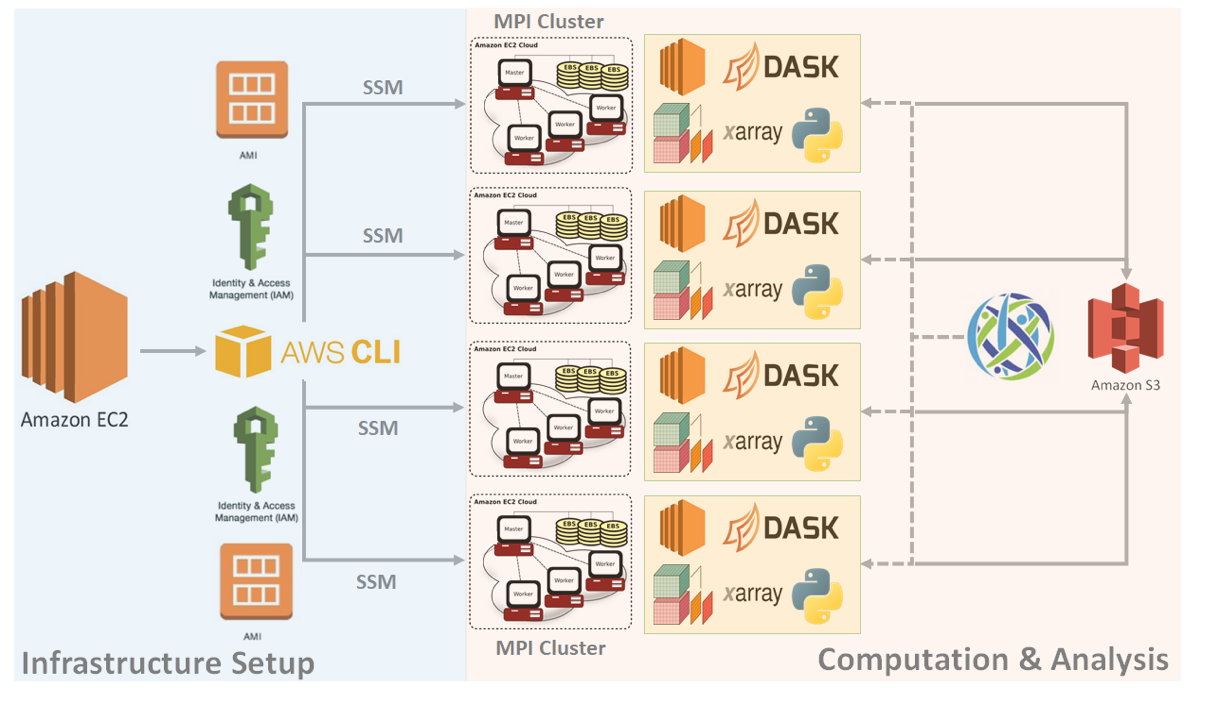 MPI Cluster
AMI
Identity & Access
Management (IAM)
Amazon EC2
AWS CLI
Identity & Access
Management (IAM)
AMI
Infrastructure Setup
SSM
SSM
SSM
SSM
Amazon EC2 Cloud
EBS EBS EBS
Master
Worker
Worker
Worker
DASK
xarray
Amazon EC2 Cloud
EBS EBS EBS
Master
Worker
Worker
Worker
DASK
xarray
Amazon EC2 Cloud
EBS EBS EBS
Master
Worker
Worker
Worker
DASK
xarray
Amazon EC2 Cloud
EBS EBS EBS
Master
Worker
Worker
Worker
DASK
xarray
MPI Cluster
Amazon S3
Computation & Analysis